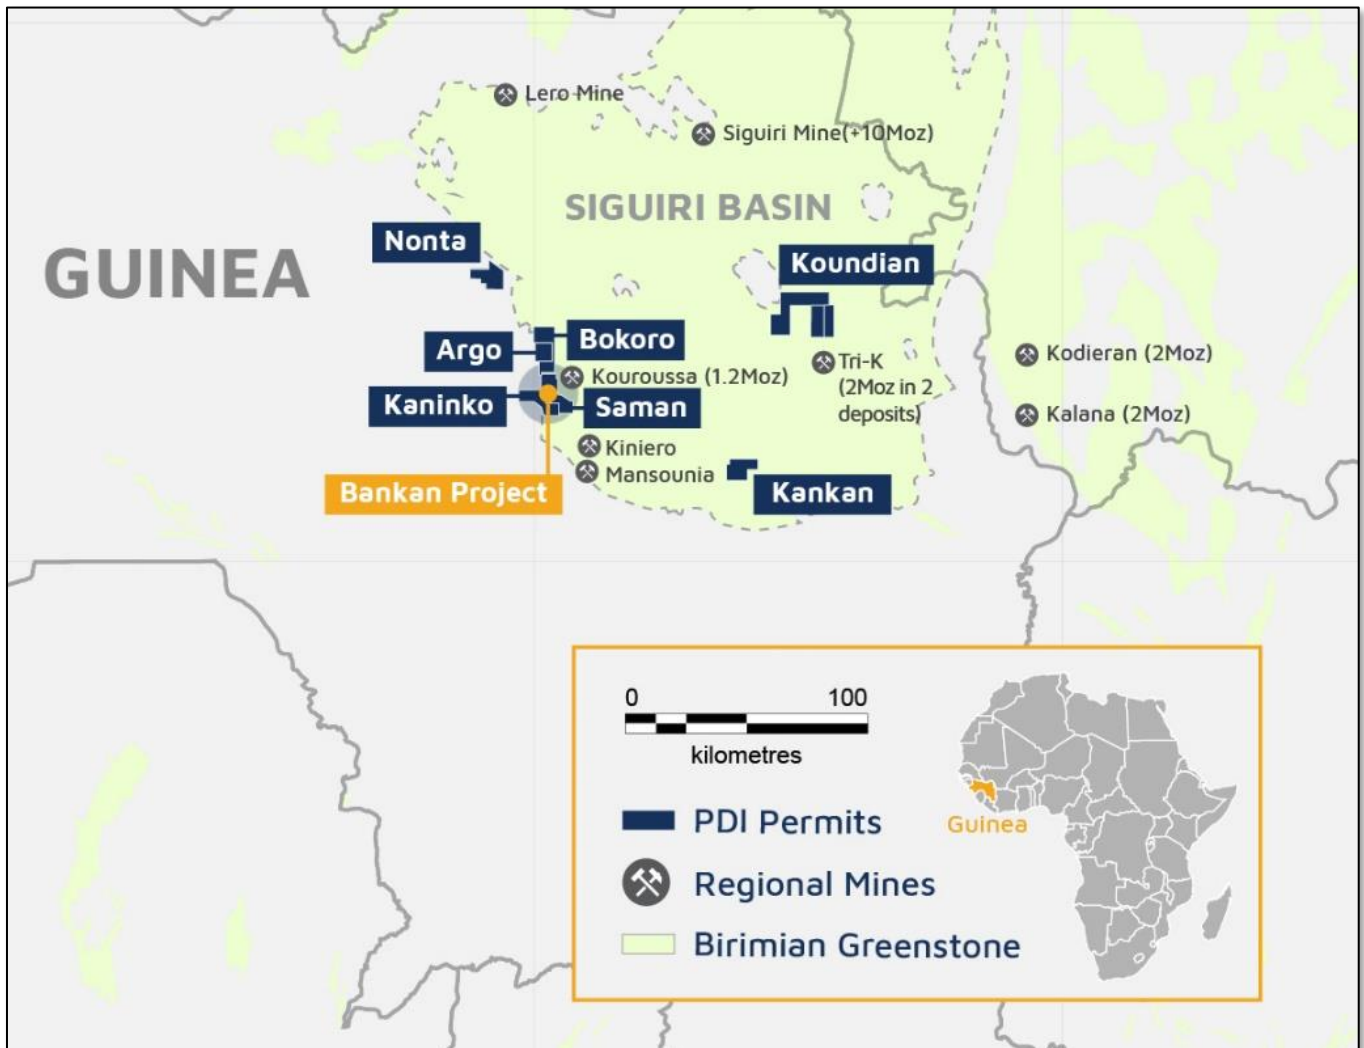 Lero Mine
Siguiri Mine(+10Moz)
SIGUIRI BASIN
Nonta
GUINEA
Koundian
Bokoro
Argo
Kouroussa (1.2Moz)
Tri-K
(2Moz in 2
deposits)
Kodieran (2Moz)
Kaninko
Saman
Kalana (2Moz)
Kiniero
Mansounia
Bankan Project
Kankan
0 100
kilometres
PDI Permits
Regional Mines
Birimian Greenstone
Guinea